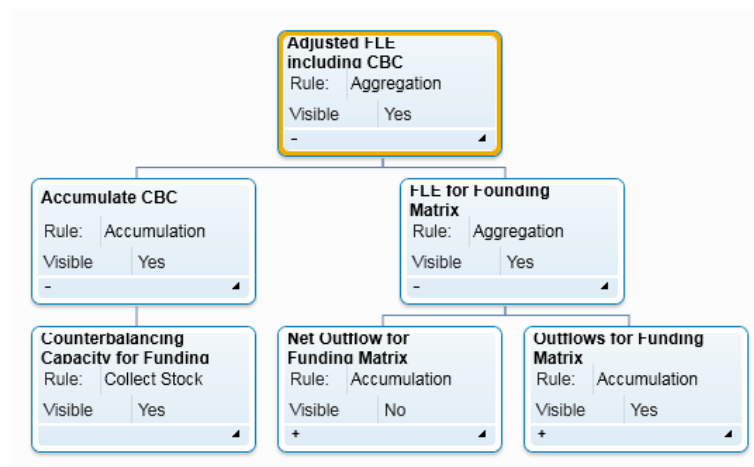 Adjusted FLE
including CBC
Rule: Aggregation
Visible Yes
-
Accumulate CBC
Rule: Accumulation
Visible Yes
-
FLE for Founding
Matrix
Rule: Aggregation
Visible Yes
-
Counterbalancing
Capacity for Funding
Rule: Collect Stock
Visible Yes
Net Outflow for
Funding Matrix
Rule: Accumulation
Visible No
+
Outflows for Funding
Matrix
Rule: Accumulation
Visible Yes
+